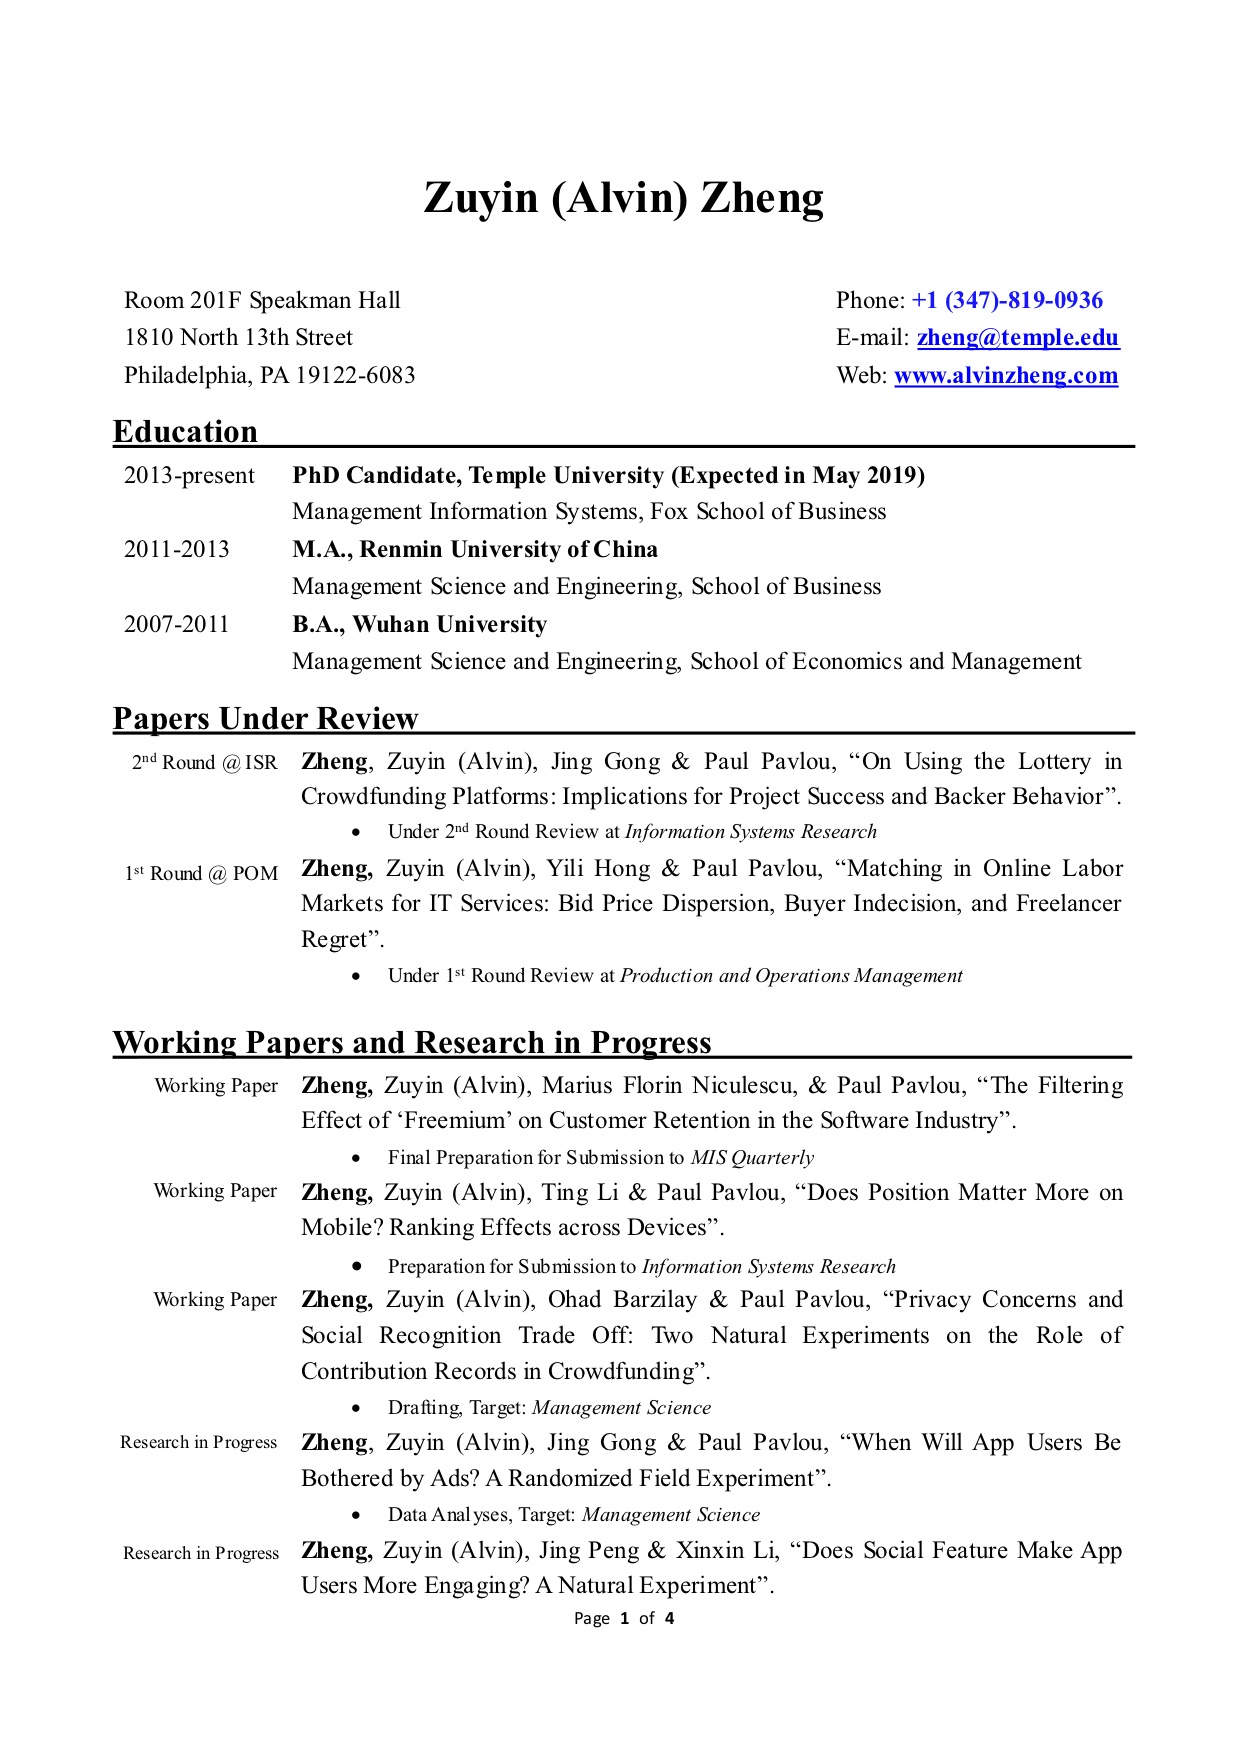 Zuyin (Alvin) Zheng
Room 201F Speakman Hall
1810 North 13th Street
Philadelphia, PA 19122-6083
Phone: +1 (347)-819-0936
E-mail: zheng@temple.edu
Web: www.alvinzheng.com
Education
2013-present PhD Candidate, Temple University (Expected in May 2019)
Management Information Systems, Fox School of Business
2011-2013 M.A., Renmin University of China
Management Science and Engineering, School of Business
2007-2011 B.A., Wuhan University
Management Science and Engineering, School of Economics and Management
Papers Under Review
2nd Round @ ISR Zheng, Zuyin (Alvin), Jing Gong & Paul Pavlou, “On Using the Lottery in
Crowdfunding Platforms: Implications for Project Success and Backer Behavior”.
• Under 2nd Round Review at Information Systems Research
1st Round @ POM Zheng, Zuyin (Alvin), Yili Hong & Paul Pavlou, “Matching in Online Labor
Markets for IT Services: Bid Price Dispersion, Buyer Indecision, and Freelancer
Regret”.
• Under 1st Round Review at Production and Operations Management
Working Papers and Research in Progress
Working Paper Zheng, Zuyin (Alvin), Marius Florin Niculescu, & Paul Pavlou, “The Filtering
Effect of ‘Freemium’ on Customer Retention in the Software Industry”.
• Final Preparation for Submission to MIS Quarterly
Working Paper Zheng, Zuyin (Alvin), Ting Li & Paul Pavlou, “Does Position Matter More on
Mobile? Ranking Effects across Devices”.
• Preparation for Submission to Information Systems Research
Working Paper Zheng, Zuyin (Alvin), Ohad Barzilay & Paul Pavlou, “Privacy Concerns and
Social Recognition Trade Off: Two Natural Experiments on the Role of
Contribution Records in Crowdfunding”.
• Drafting, Target: Management Science
Research in Progress Zheng, Zuyin (Alvin), Jing Gong & Paul Pavlou, “When Will App Users Be
Bothered by Ads? A Randomized Field Experiment”.
• Data Analyses, Target: Management Science
Research in Progress Zheng, Zuyin (Alvin), Jing Peng & Xinxin Li, “Does Social Feature Make App
Users More Engaging? A Natural Experiment”.
Page 1 of 4